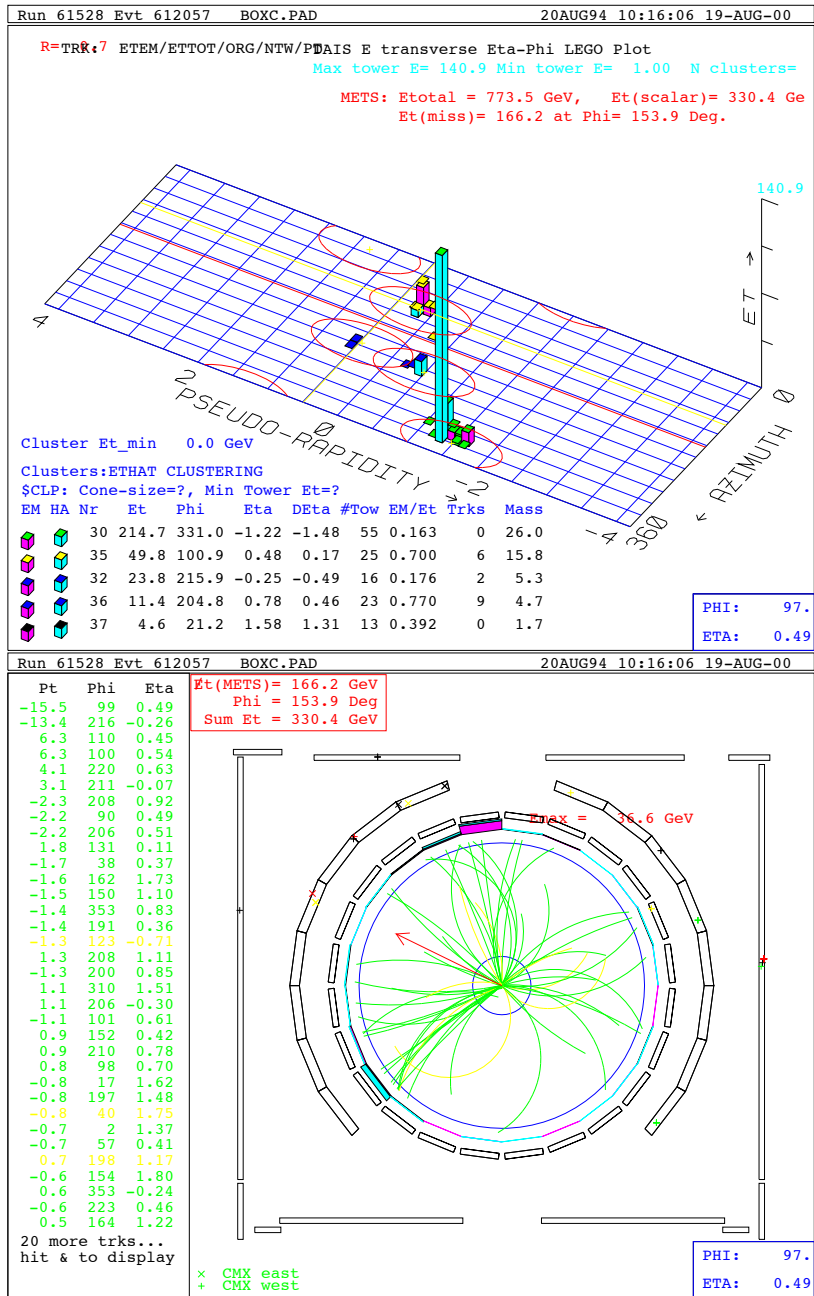 Run 61528 Evt 612057 BOXC.PAD 20AUG94 10:16:06 19-AUG-00
ETEM/ETTOT/ORG/NTW/ E transverse Eta-Phi LEGO Plot
Max tower E= 140.9 Min tower E= 1.00 N clusters=
METS: Etotal = 773.5 GeV, Et(scalar)= 330.4 Ge
Et(miss)= 166.2 at Phi= 153.9 Deg.
140.9
ET →
4
2
0
-2
-4
PSEUDO-RAPIDITY →
0
360
← AZIMUTH
Cluster Et_min 0.0 GeV
Clusters:ETHAT CLUSTERING
$CLP: Cone-size=?, Min Tower Et=?
EM HA Nr Et Phi Eta DEta #Tow EM/Et Trks Mass
30 214.7 331.0 -1.22 -1.48 55 0.163 0 26.0
35 49.8 100.9 0.48 0.17 25 0.700 6 15.8
32 23.8 215.9 -0.25 -0.49 16 0.176 2 5.3
36 11.4 204.8 0.78 0.46 23 0.770 9 4.7
37 4.6 21.2 1.58 1.31 13 0.392 0 1.7
PHI: 97.
ETA: 0.49
Run 61528 Evt 612057 BOXC.PAD 20AUG94 10:16:06 19-AUG-00
Pt Phi Eta
-15.5 99 0.49
-13.4 216 -0.26
6.3 110 0.45
6.3 100 0.54
4.1 220 0.63
3.1 211 -0.07
-2.3 208 0.92
-2.2 90 0.49
-2.2 206 0.51
1.8 131 0.11
-1.7 38 0.37
-1.6 162 1.73
-1.5 150 1.10
-1.4 353 0.83
-1.4 191 0.36
-1.3 123 -0.71
1.3 208 1.11
-1.3 200 0.85
1.1 310 1.51
1.1 206 -0.30
-1.1 101 0.61
0.9 152 0.42
0.9 210 0.78
0.8 98 0.70
-0.8 17 1.62
-0.8 197 1.48
-0.8 40 1.75
-0.7 2 1.37
-0.7 57 0.41
0.7 198 1.17
-0.6 154 1.80
0.6 353 -0.24
-0.6 223 0.46
0.5 164 1.22
20 more trks...
hit & to display
Et(METS)= 166.2 GeV
Phi = 153.9 Deg
Sum Et = 330.4 GeV
Emax = 36.6 GeV
× CMX east
+ CMX west
PHI: 97.
ETA: 0.49